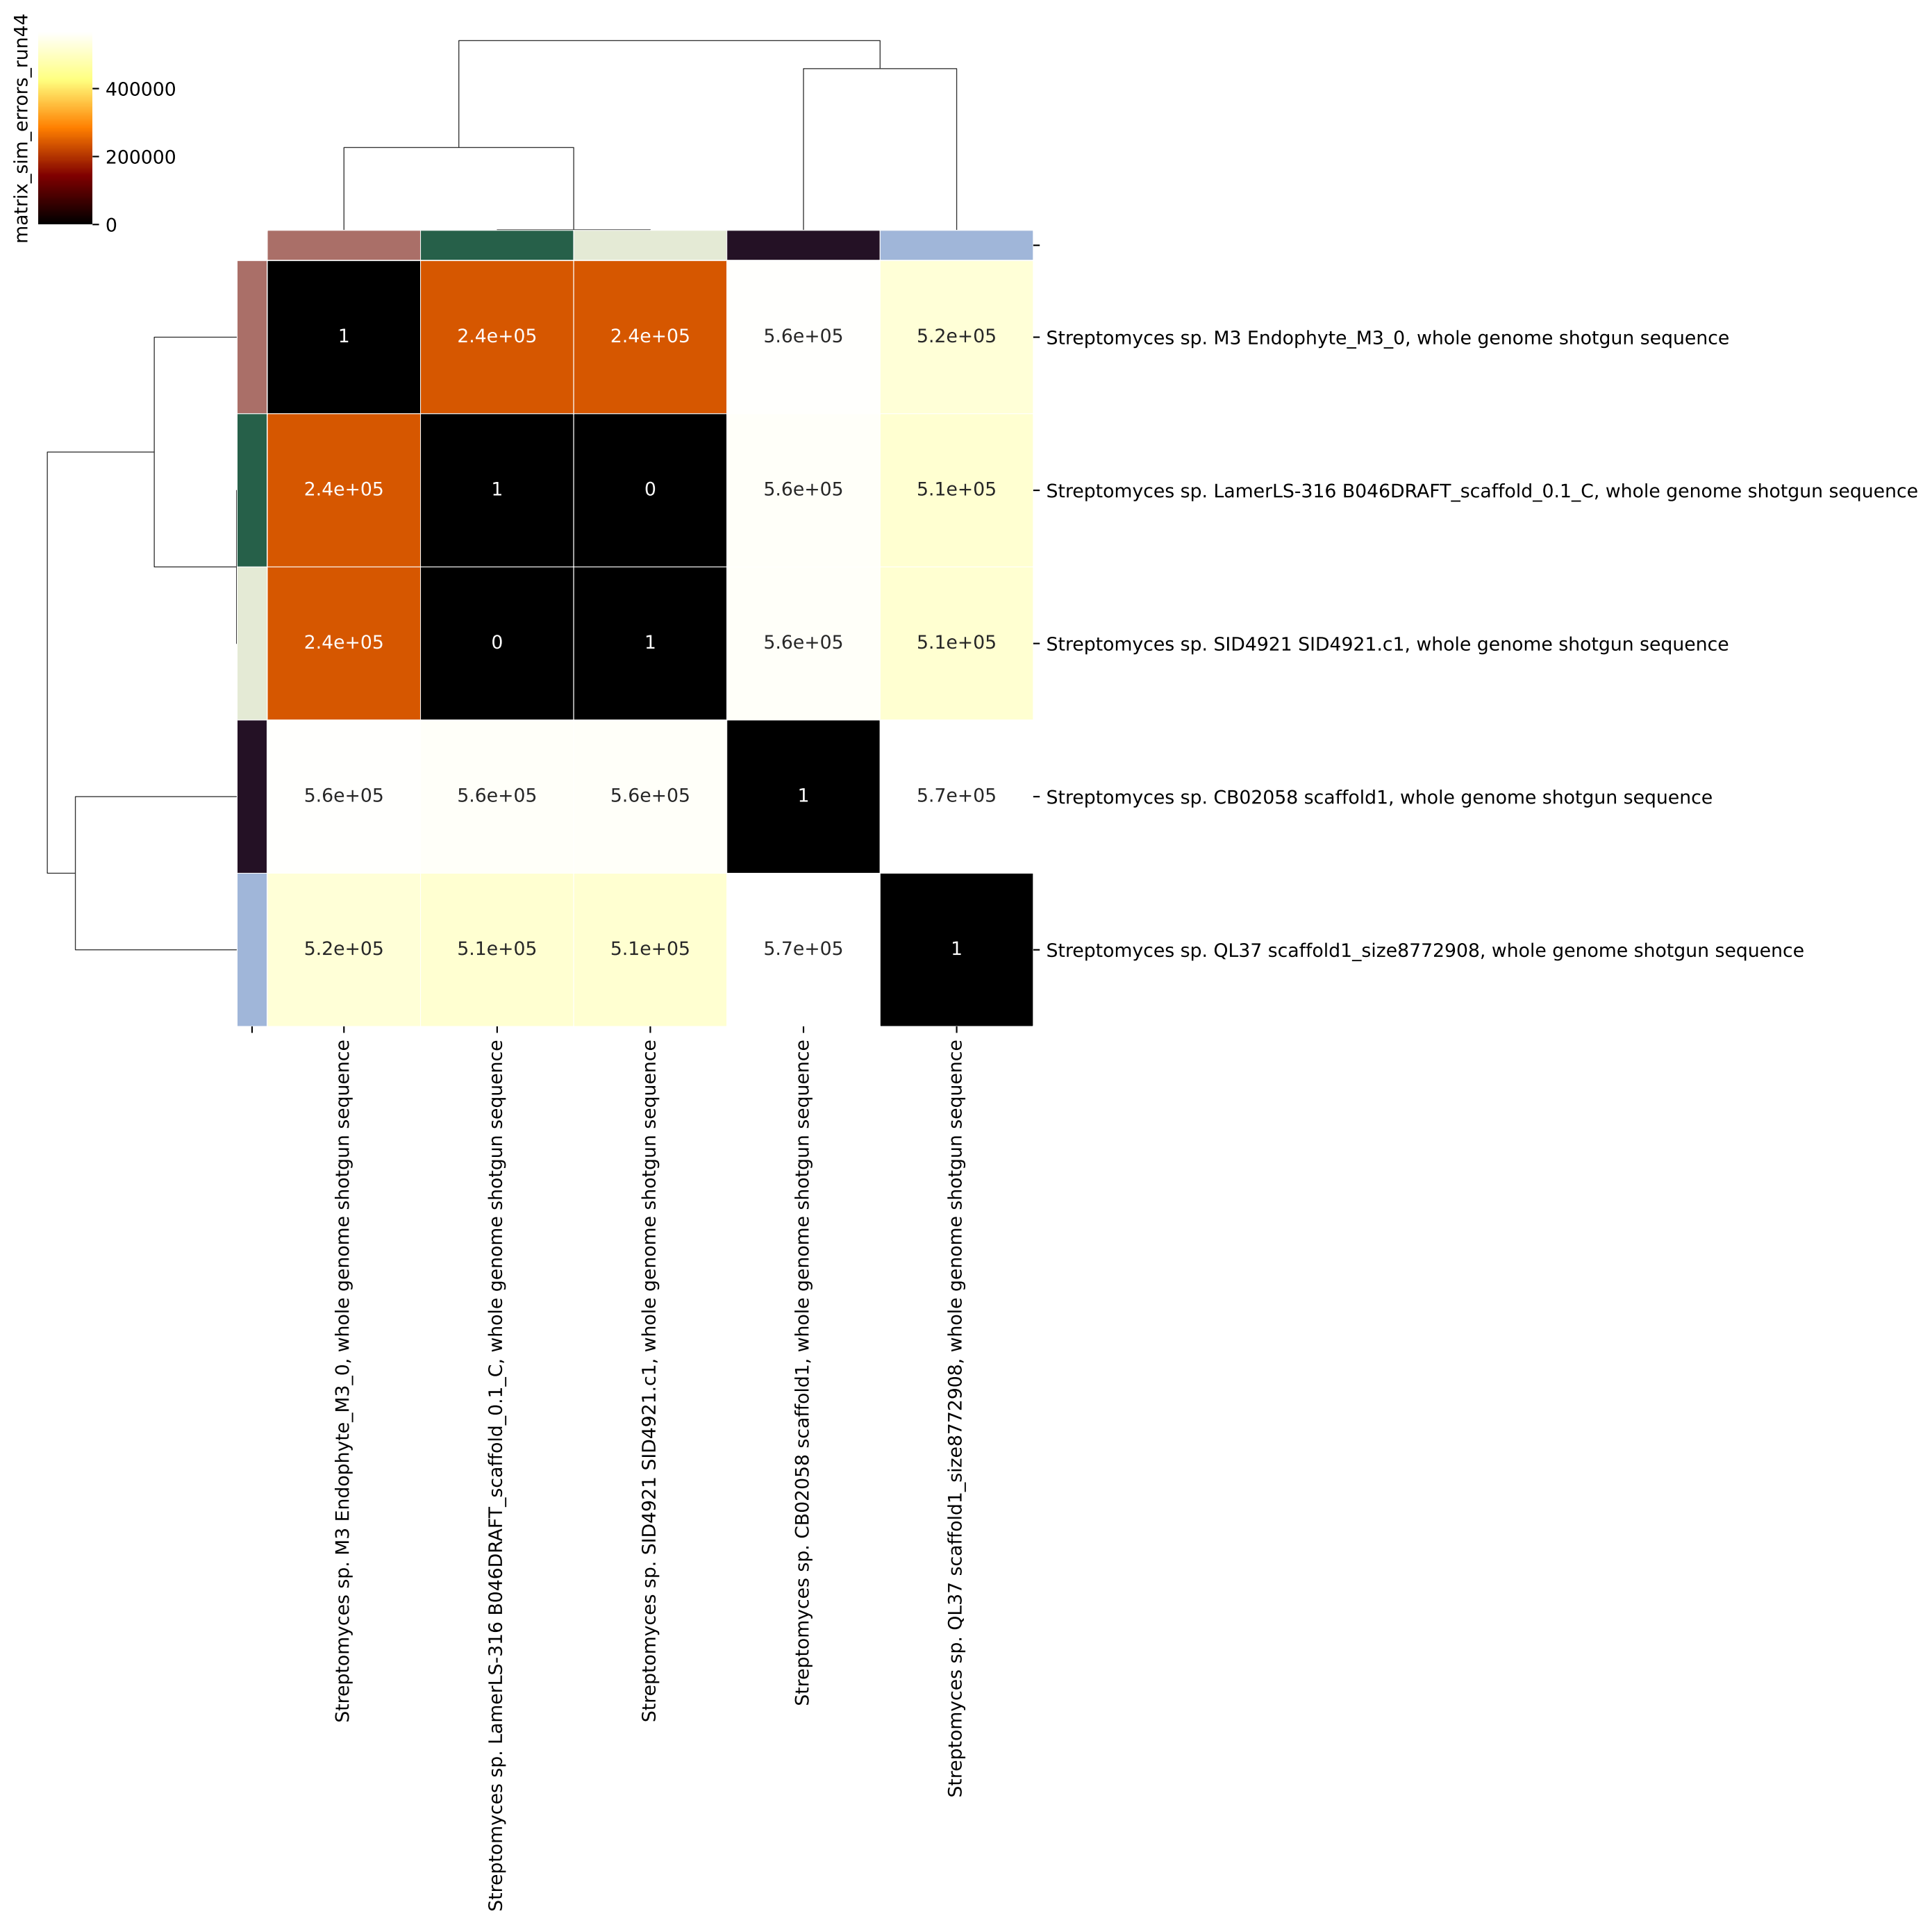 matrix_sim_errors_run44
400000
200000
0
1 2.4e+05 2.4e+05 5.6e+05 5.2e+05 Streptomyces sp. M3 Endophyte_M3_0, whole genome shotgun sequence
2.4e+05 1 0 5.6e+05 5.1e+05 Streptomyces sp. LamerLS-316 B046DRAFT_scaffold_0.1_C, whole genome shotgun sequence
2.4e+05 0 1 5.6e+05 5.1e+05 Streptomyces sp. SID4921 SID4921.c1, whole genome shotgun sequence
5.6e+05 5.6e+05 5.6e+05 1 5.7e+05 Streptomyces sp. CB02058 scaffold1, whole genome shotgun sequence
5.2e+05 5.1e+05 5.1e+05 5.7e+05 1 Streptomyces sp. QL37 scaffold1_size8772908, whole genome shotgun sequence
Streptomyces sp. M3 Endophyte_M3_0, whole genome shotgun sequence
Streptomyces sp. LamerLS-316 B046DRAFT_scaffold_0.1_C, whole genome shotgun sequence
Streptomyces sp. SID4921 SID4921.c1, whole genome shotgun sequence
Streptomyces sp. CB02058 scaffold1, whole genome shotgun sequence
Streptomyces sp. QL37 scaffold1_size8772908, whole genome shotgun sequence